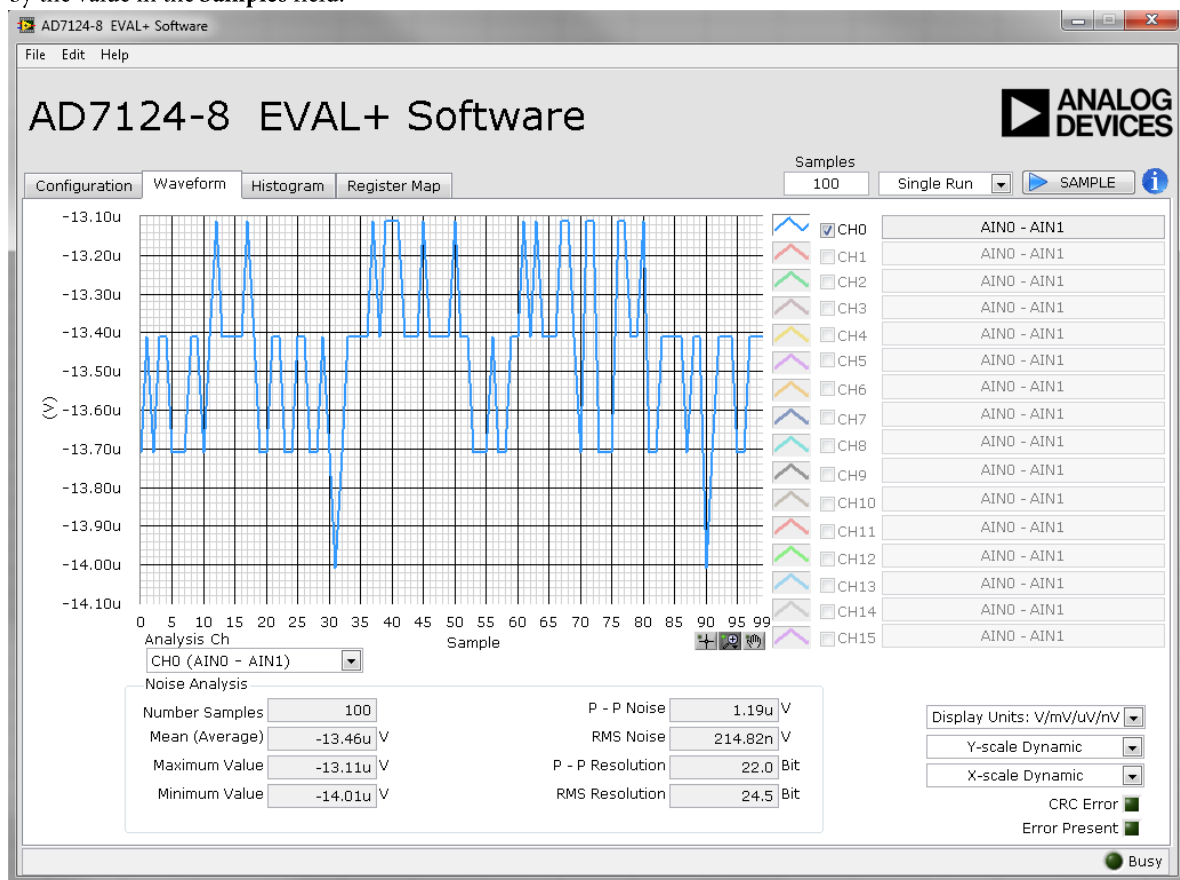 by the value in the Samples field.
AD7124-8 EVAL+ Software
File Edit Help
AD7124-8 EVAL+ Software
ANALOG
DEVICES
Samples
Configuration Waveform Histogram Register Map 100 Single Run SAMPLE i
-13.10u
-13.20u
-13.30u
-13.40u
-13.50u
-13.60u
-13.70u
-13.80u
-13.90u
-14.00u
-14.10u
(V)
0 5 10 15 20 25 30 35 40 45 50 55 60 65 70 75 80 85 90 95 99
Sample
CH0 AIN0 - AIN1
CH1 AIN0 - AIN1
CH2 AIN0 - AIN1
CH3 AIN0 - AIN1
CH4 AIN0 - AIN1
CH5 AIN0 - AIN1
CH6 AIN0 - AIN1
CH7 AIN0 - AIN1
CH8 AIN0 - AIN1
CH9 AIN0 - AIN1
CH10 AIN0 - AIN1
CH11 AIN0 - AIN1
CH12 AIN0 - AIN1
CH13 AIN0 - AIN1
CH14 AIN0 - AIN1
CH15 AIN0 - AIN1
Analysis Ch
CH0 (AIN0 - AIN1)
Noise Analysis
Number Samples 100
Mean (Average) -13.46u V
Maximum Value -13.11u V
Minimum Value -14.01u V
P - P Noise 1.19u V
RMS Noise 214.82n V
P - P Resolution 22.0 Bit
RMS Resolution 24.5 Bit
Display Units: V/mV/uV/nV
Y-scale Dynamic
X-scale Dynamic
CRC Error
Error Present
Busy